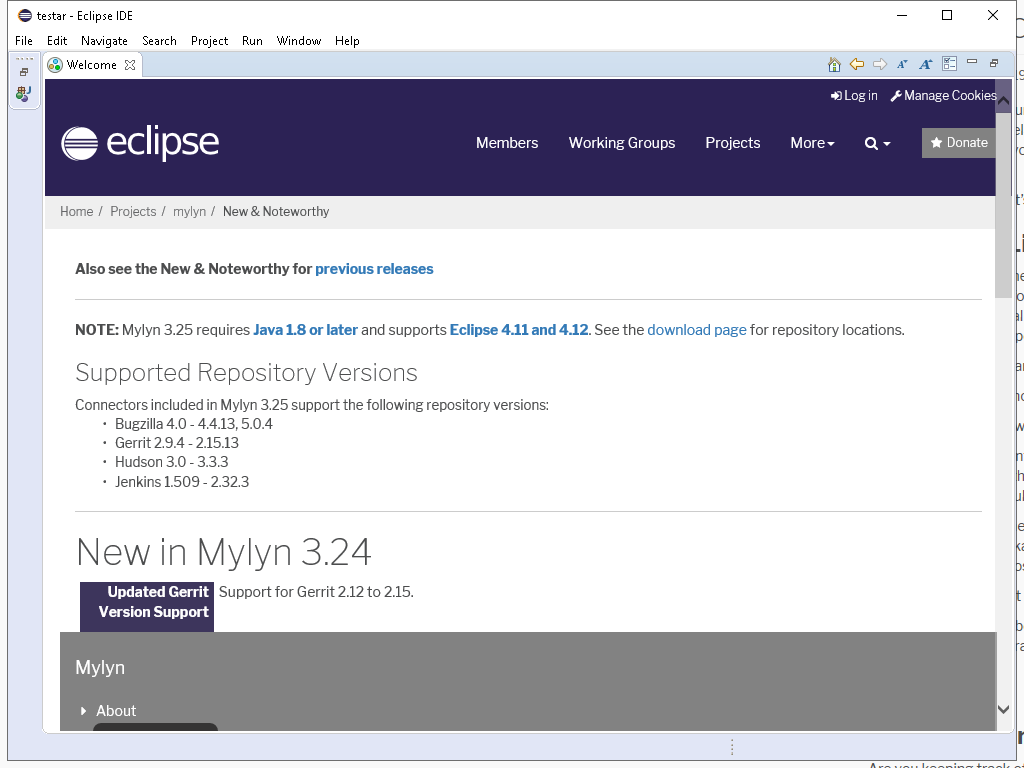 testar - Eclipse IDE
File Edit Navigate Search Project Run Window Help
Welcome
Log in Manage Cookies
eclipse
Members Working Groups Projects More Donate
Home / Projects / mylyn / New & Noteworthy
Also see the New & Noteworthy for previous releases
NOTE: Mylyn 3.25 requires Java 1.8 or later and supports Eclipse 4.11 and 4.12. See the download page for repository locations.
Supported Repository Versions
Connectors included in Mylyn 3.25 support the following repository versions:
• Bugzilla 4.0 - 4.4.13, 5.0.4
• Gerrit 2.9.4 - 2.15.13
• Hudson 3.0 - 3.3.3
• Jenkins 1.509 - 2.32.3
New in Mylyn 3.24
Updated Gerrit Support for Gerrit 2.12 to 2.15.
Version Support
Mylyn
About